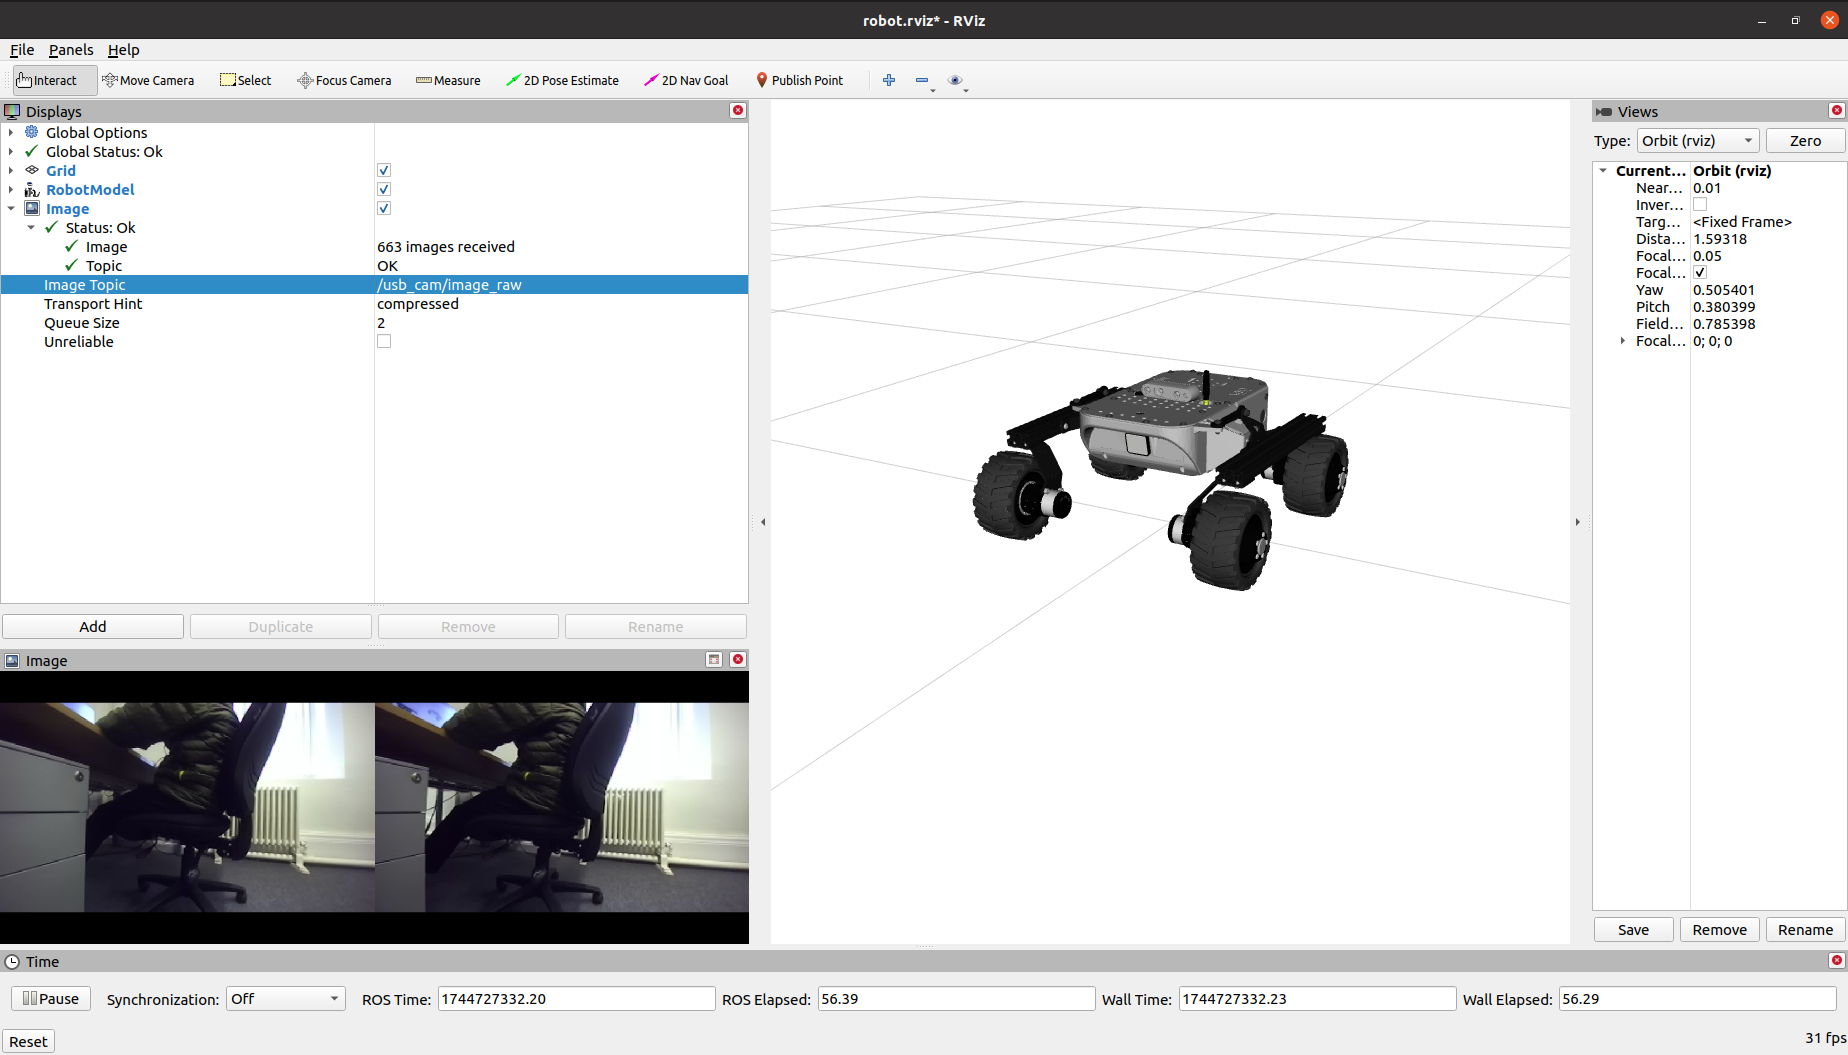 robot.rviz* - RViz
File Panels Help
Interact Move Camera Select Focus Camera Measure 2D Pose Estimate 2D Nav Goal Publish Point
Displays
Global Options
Global Status: Ok
Grid
RobotModel
Image
Status: Ok
Image 663 images received
Topic OK
Image Topic /usb_cam/image_raw
Transport Hint compressed
Queue Size 2
Unreliable
Add Duplicate Remove Rename
Image
Views
Type: Orbit (rviz) Zero
Current... Orbit (rviz)
Near... 0.01
Inver...
Targ... <Fixed Frame>
Dista... 1.59318
Focal... 0.05
Focal...
Yaw 0.505401
Pitch 0.380399
Field... 0.785398
Focal... 0; 0; 0
Save Remove Rename
Time
Pause Synchronization: Off ROS Time: 1744727332.20 ROS Elapsed: 56.39 Wall Time: 1744727332.23 Wall Elapsed: 56.29
Reset 31 fps